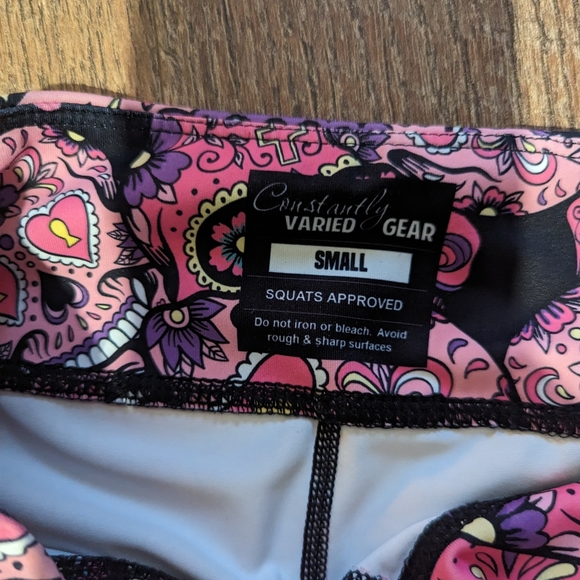 Constantly
VARIED GEAR
SMALL
SQUATS APPROVED
Do not iron or bleach. Avoid
rough & sharp surfaces